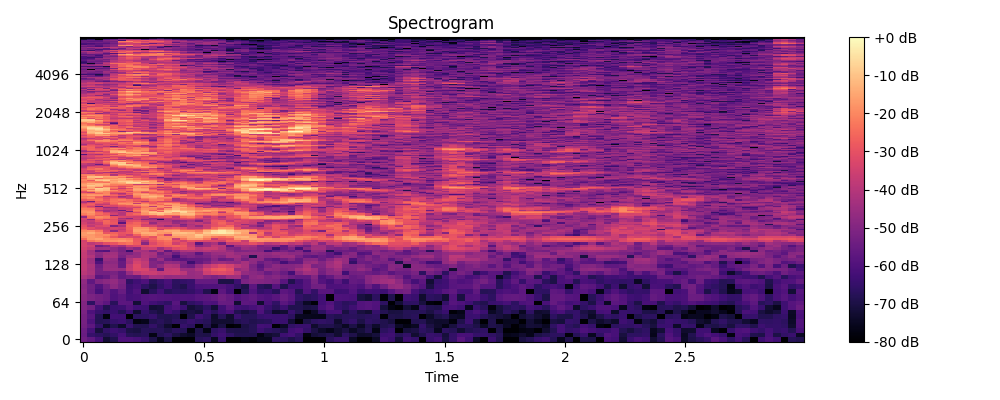 Spectrogram
Hz
4096
2048
1024
512
256
128
64
0
0
0.5
1
1.5
2
2.5
Time
+0 dB
-10 dB
-20 dB
-30 dB
-40 dB
-50 dB
-60 dB
-70 dB
-80 dB